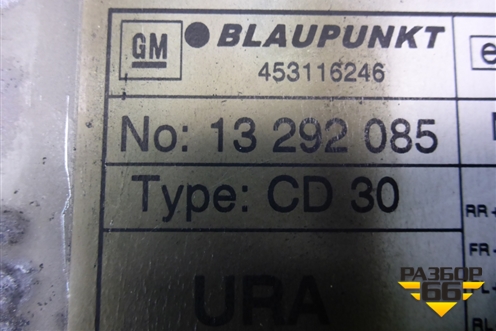 GM BLAUPUNKT
453116246
No: 13 292 085
Type: CD 30
URA
RR
FR
РАЗБОР
66